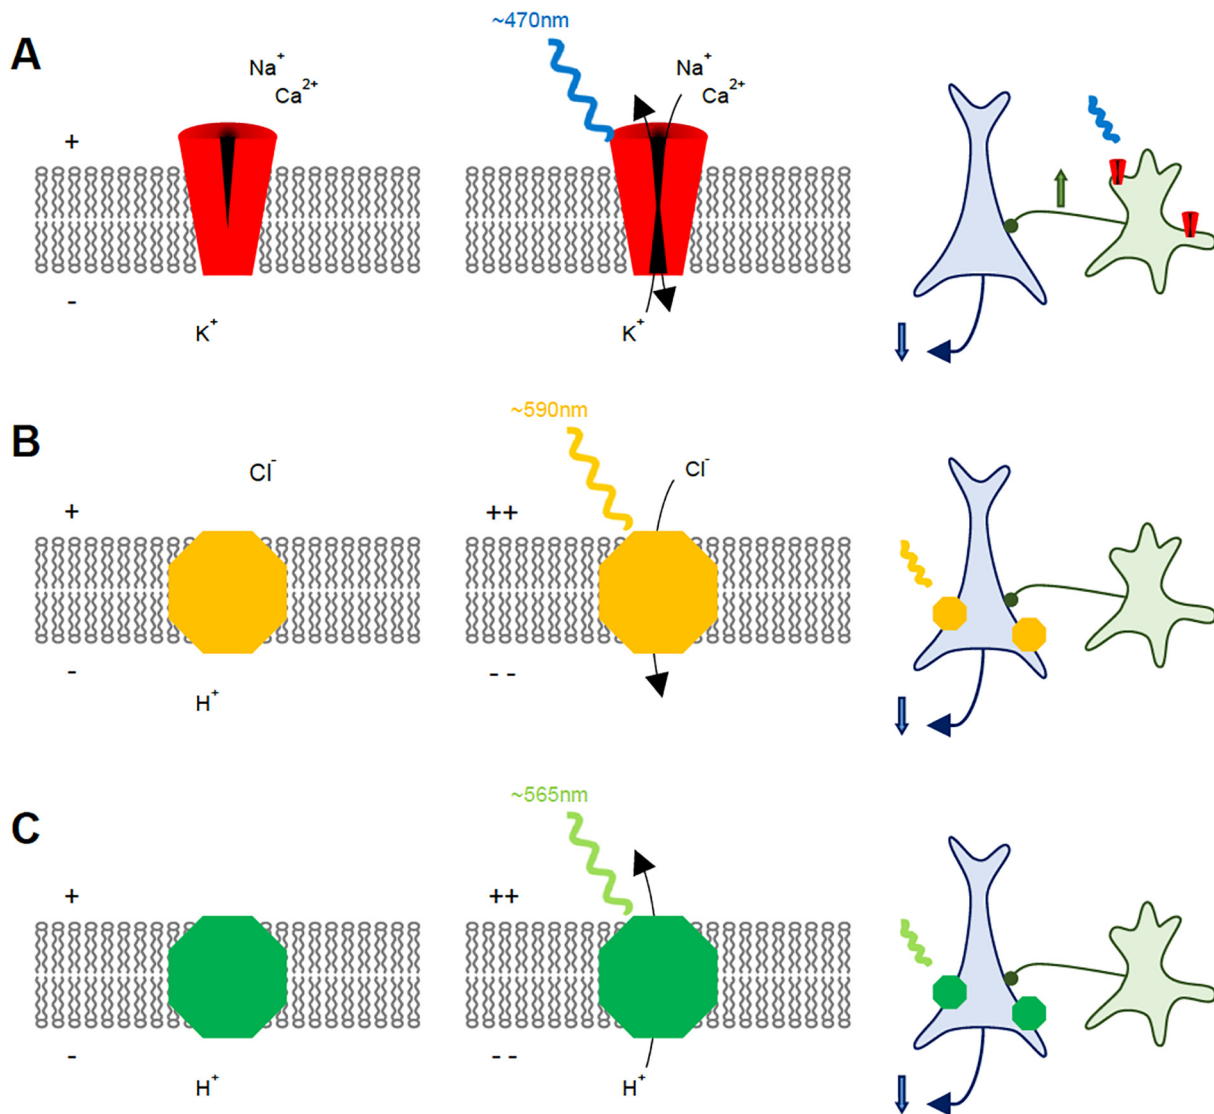 A
Na⁺
Ca²⁺
+
-
K⁺
~470nm
Na⁺
Ca²⁺
K⁺
B
Cl⁻
+
-
H⁺
~590nm
Cl⁻
++
--
C
+
-
H⁺
~565nm
++
--
H⁺